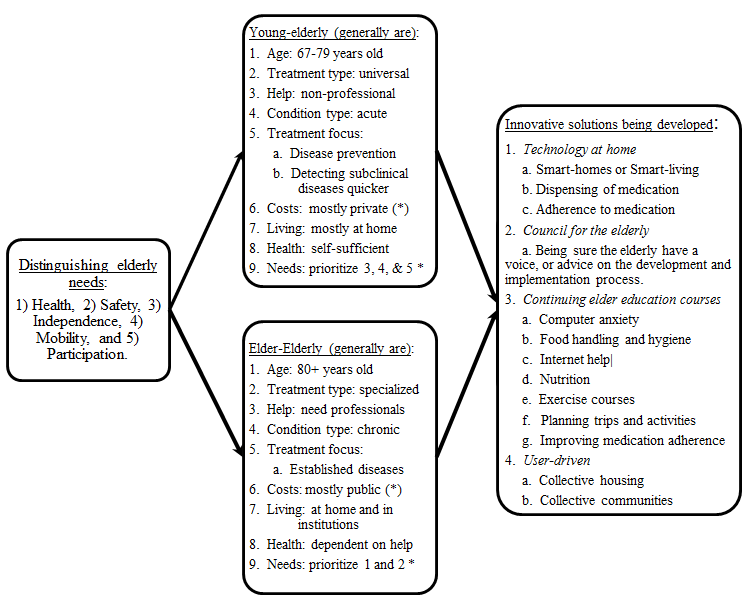 Distinguishing elderly
needs:
1) Health, 2) Safety, 3)
Independence, 4)
Mobility, and 5)
Participation.
Young-elderly (generally are):
1. Age: 67-79 years old
2. Treatment type: universal
3. Help: non-professional
4. Condition type: acute
5. Treatment focus:
a. Disease prevention
b. Detecting subclinical
diseases quicker
6. Costs: mostly private (*)
7. Living: mostly at home
8. Health: self-sufficient
9. Needs: prioritize 3, 4, & 5 *
Elder-Elderly (generally are):
1. Age: 80+ years old
2. Treatment type: specialized
3. Help: need professionals
4. Condition type: chronic
5. Treatment focus:
a. Established diseases
6. Costs: mostly public (*)
7. Living: at home and in
institutions
8. Health: dependent on help
9. Needs: prioritize 1 and 2 *
Innovative solutions being developed:
1. Technology at home
a. Smart-homes or Smart-living
b. Dispensing of medication
c. Adherence to medication
2. Council for the elderly
a. Being sure the elderly have a
voice, or advice on the development and
implementation process.
3. Continuing elder education courses
a. Computer anxiety
b. Food handling and hygiene
c. Internet help
d. Nutrition
e. Exercise courses
f. Planning trips and activities
g. Improving medication adherence
4. User-driven
a. Collective housing
b. Collective communities